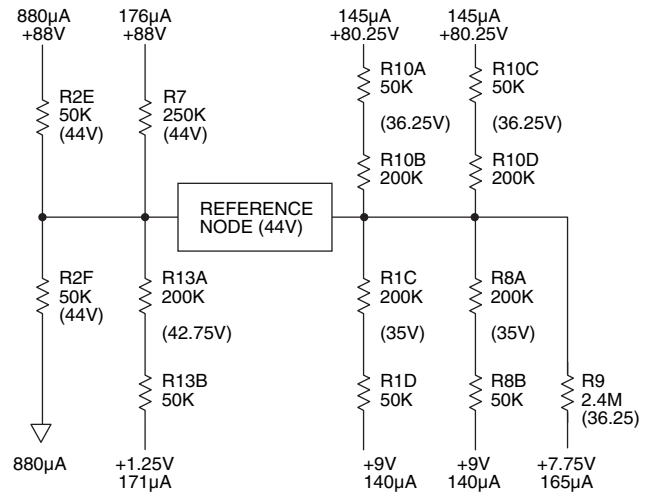 880µA
+88V
176µA
+88V
145µA
+80.25V
145µA
+80.25V
R2E
50K
(44V)
R7
250K
(44V)
R10A
50K
(36.25V)
R10B
200K
R10C
50K
(36.25V)
R10D
200K
REFERENCE
NODE (44V)
R2F
50K
(44V)
R13A
200K
(42.75V)
R13B
50K
R1C
200K
(35V)
R1D
50K
R8A
200K
(35V)
R8B
50K
R9
2.4M
(36.25)
880µA
+1.25V
171µA
+9V
140µA
+9V
140µA
+7.75V
165µA